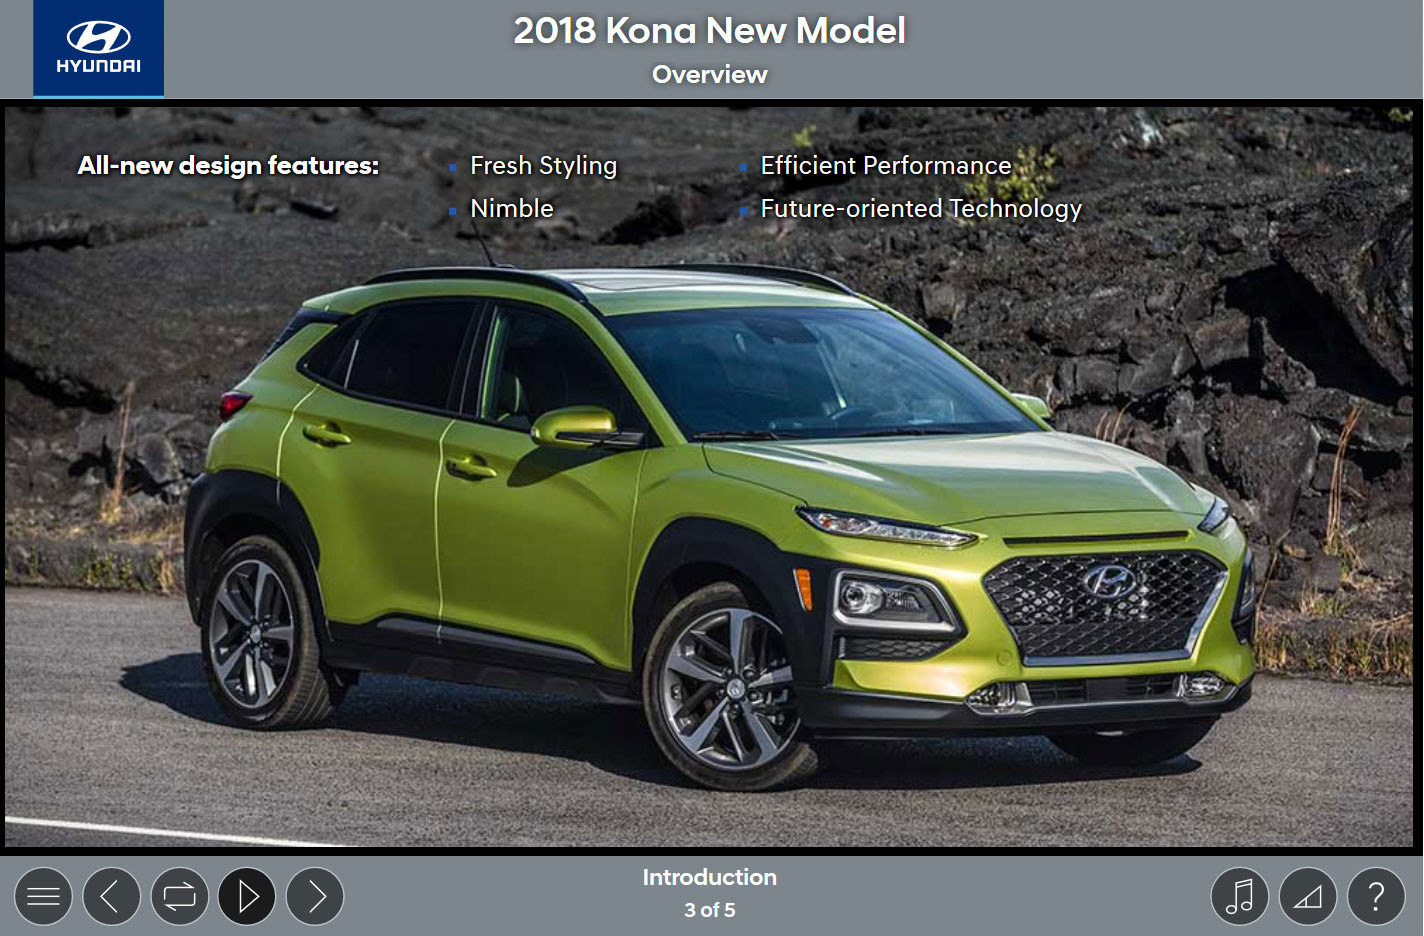 HYUNDAI
2018 Kona New Model
Overview
All-new design features:
Fresh Styling
Efficient Performance
Nimble
Future-oriented Technology
Introduction
3 of 5
?